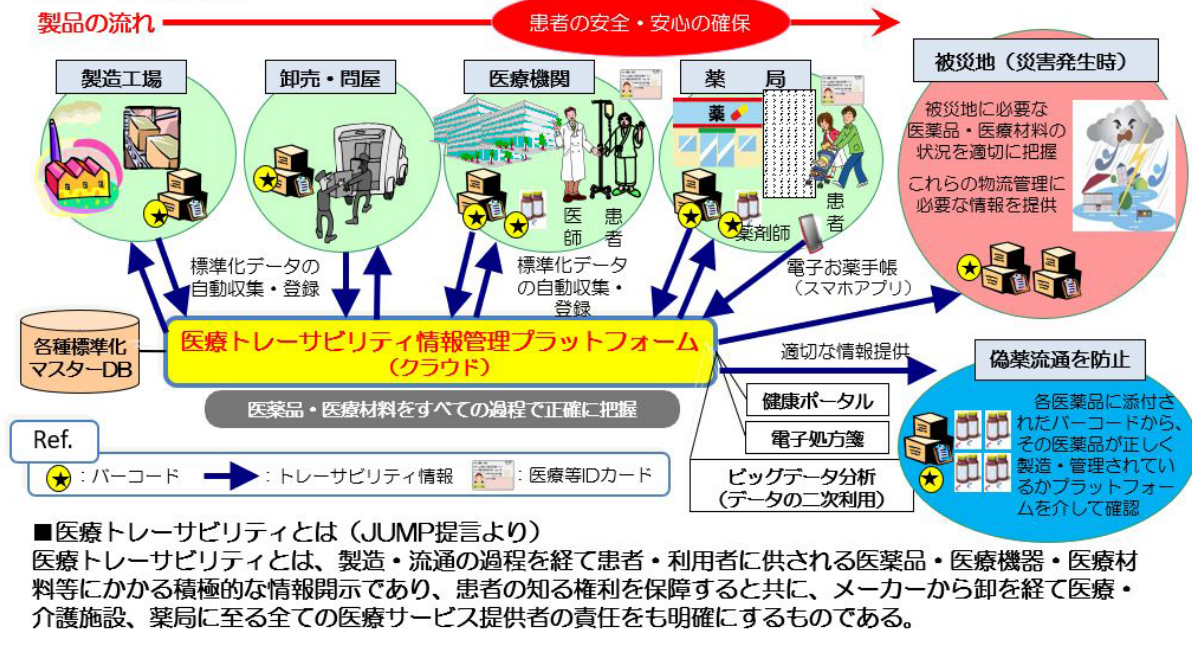 製品の流れ
患者の安全・安心の確保
製造工場
卸売・問屋
医療機関
薬 局
被災地（災害発生時）
薬
被災地に必要な
医薬品・医療材料の
状況を適切に把握
これらの物流管理に
必要な情報を提供
医師
患者
薬剤師
患者
標準化データの
自動収集・登録
標準化データ
の自動収集・
登録
電子お薬手帳
（スマホアプリ）
各種標準化
マスターDB
医療トレーサビリティ情報管理プラットフォーム
（クラウド）
適切な情報提供
偽薬流通を防止
医薬品・医療材料をすべての過程で正確に把握
健康ポータル
電子処方箋
ビッグデータ分析
（データの二次利用）
各医薬品に添付さ
れたバーコードから、
その医薬品が正しく
製造・管理されてい
るかプラットフォー
ムを介して確認
Ref.
：バーコード ：トレーサビリティ情報 ：医療等IDカード
■医療トレーサビリティとは（JUMP提言より）
医療トレーサビリティとは、製造・流通の過程を経て患者・利用者に供される医薬品・医療機器・医療材
料等にかかる積極的な情報開示であり、患者の知る権利を保障すると共に、メーカーから卸を経て医療・
介護施設、薬局に至る全ての医療サービス提供者の責任をも明確にするものである。